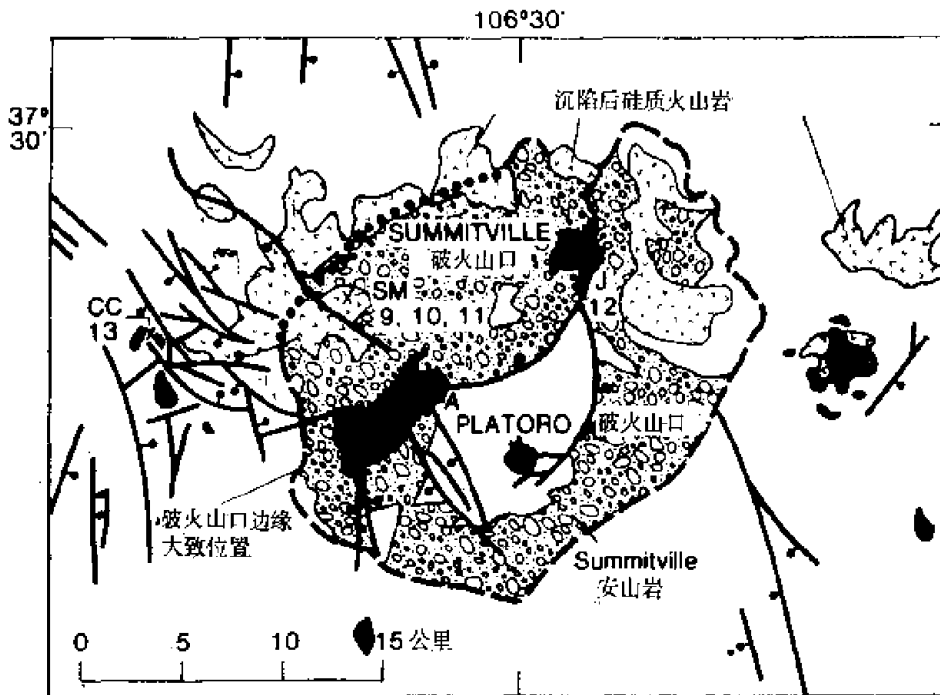 106°30'
37°
30'
沉陷后硅质火山岩
SUMMITVILLE
破火山口
SM
9, 10, 11
J
12
CC
13
A
PLATORO
破火山口
破火山口边缘
大致位置
Summitville
安山岩
0 5 10 15 公里